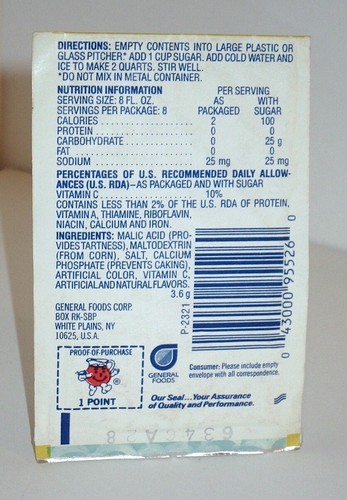 DIRECTIONS: EMPTY CONTENTS INTO LARGE PLASTIC OR
GLASS PITCHER.* ADD 1 CUP SUGAR. ADD COLD WATER AND
ICE TO MAKE 2 QUARTS. STIR WELL.
*DO NOT MIX IN METAL CONTAINER.
NUTRITION INFORMATION PER SERVING
SERVING SIZE: 8 FL. OZ. AS WITH
SERVINGS PER PACKAGE: 8 PACKAGED SUGAR
CALORIES 2 100
PROTEIN 0 0
CARBOHYDRATE 0 25 g
FAT 0 0
SODIUM 25 mg 25 mg
PERCENTAGES OF U.S. RECOMMENDED DAILY ALLOW-
ANCES (U.S. RDA)—AS PACKAGED AND WITH SUGAR
VITAMIN C 10%
CONTAINS LESS THAN 2% OF THE U.S. RDA OF PROTEIN,
VITAMIN A, THIAMINE, RIBOFLAVIN,
NIACIN, CALCIUM AND IRON.
INGREDIENTS: MALIC ACID (PRO-
VIDES TARTNESS), MALTODEXTRIN
(FROM CORN), SALT, CALCIUM
PHOSPHATE (PREVENTS CAKING),
ARTIFICIAL COLOR, VITAMIN C,
ARTIFICIAL AND NATURAL FLAVORS.
3.6 g
GENERAL FOODS CORP.
BOX RK-SBP
WHITE PLAINS, NY
10625, U.S.A.
P-2321
0 43000 95526 0
PROOF-OF-PURCHASE
1 POINT
GENERAL
FOODS
Consumer: Please include empty
envelope with all correspondence.
Our Seal...Your Assurance
of Quality and Performance.